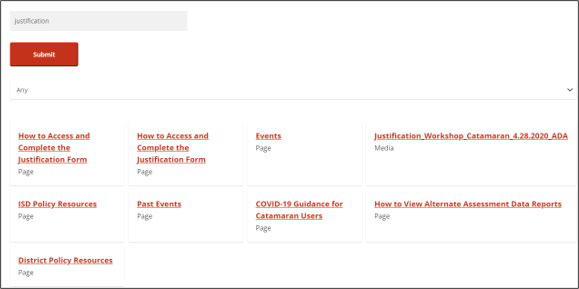 justification
Submit
Any
How to Access and
Complete the
Justification Form
Page
How to Access and
Complete the
Justification Form
Page
Events
Page
Justification_Workshop_Catamaran_4.28.2020_ADA
Media
ISD Policy Resources
Page
Past Events
Page
COVID-19 Guidance for
Catamaran Users
Page
How to View Alternate Assessment Data Reports
Page
District Policy Resources
Page